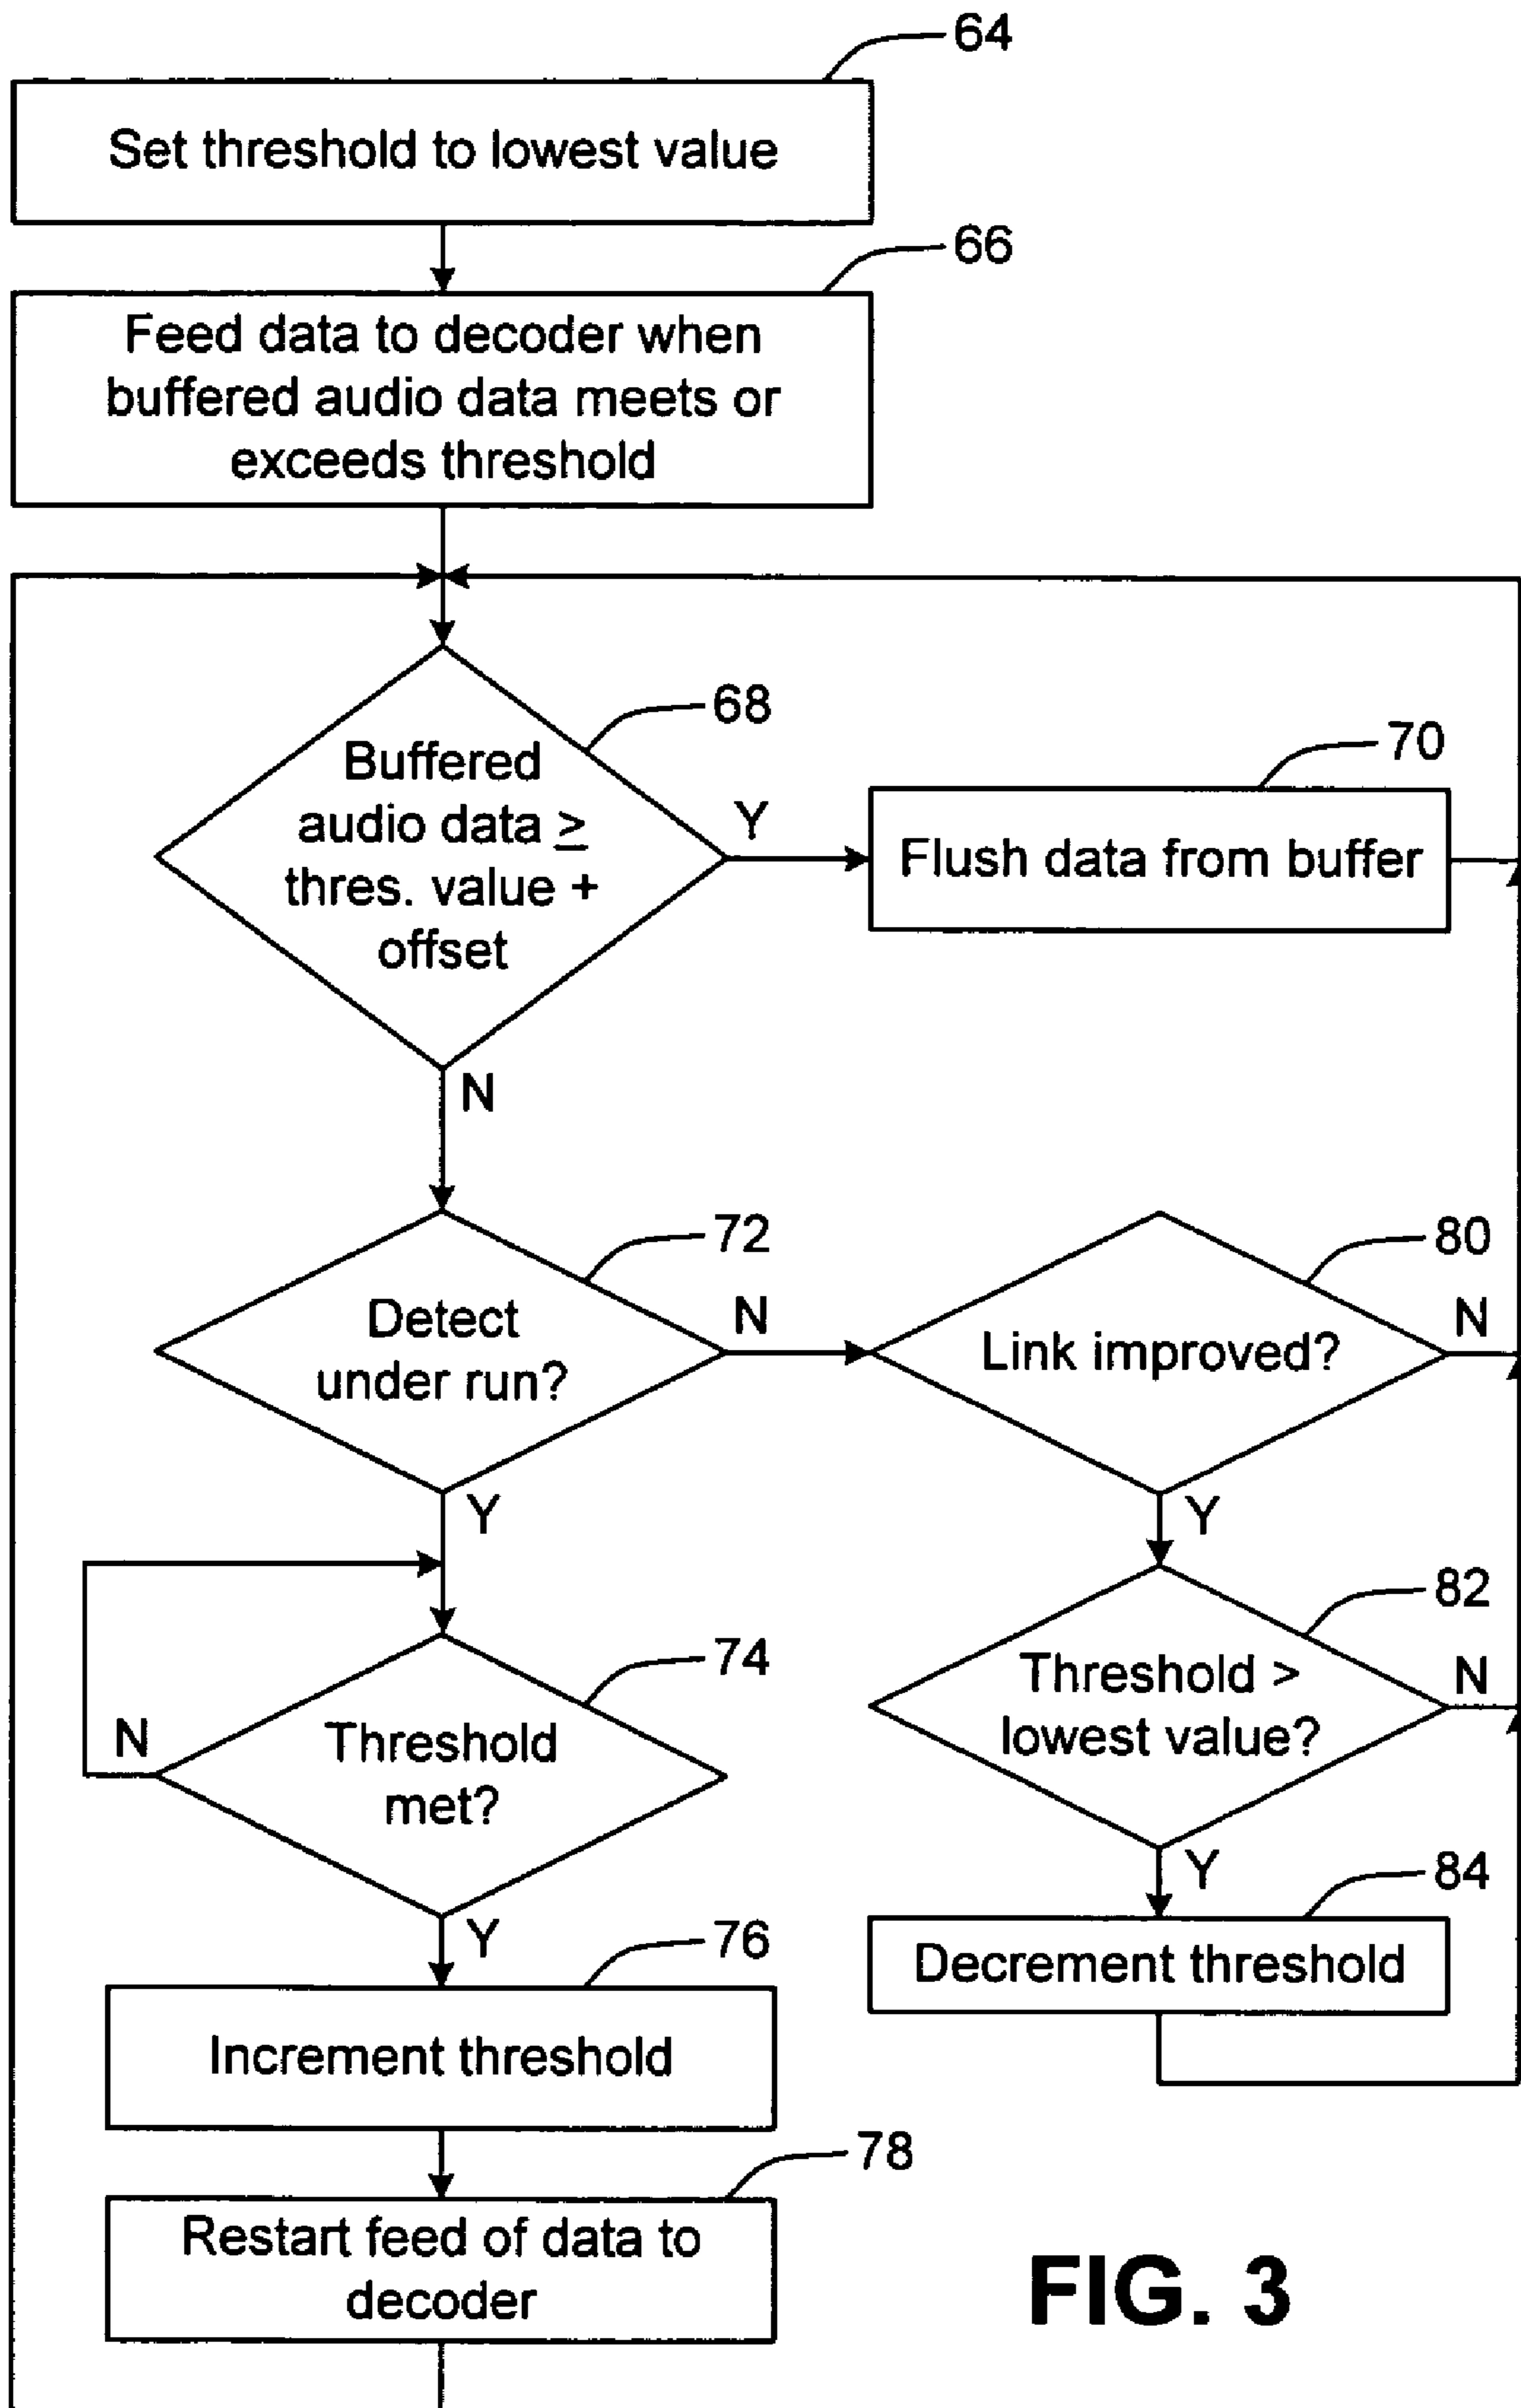 64
Set threshold to lowest value
66
Feed data to decoder when
buffered audio data meets or
exceeds threshold
68
Buffered
audio data ≥
thres. value +
offset
Y
70
Flush data from buffer
N
72
Detect
under run?
N
80
Link improved?
N
Y
Y
82
Threshold >
lowest value?
N
74
Threshold
met?
N
Y
84
Decrement threshold
Y
76
Increment threshold
78
Restart feed of data to
decoder
FIG. 3